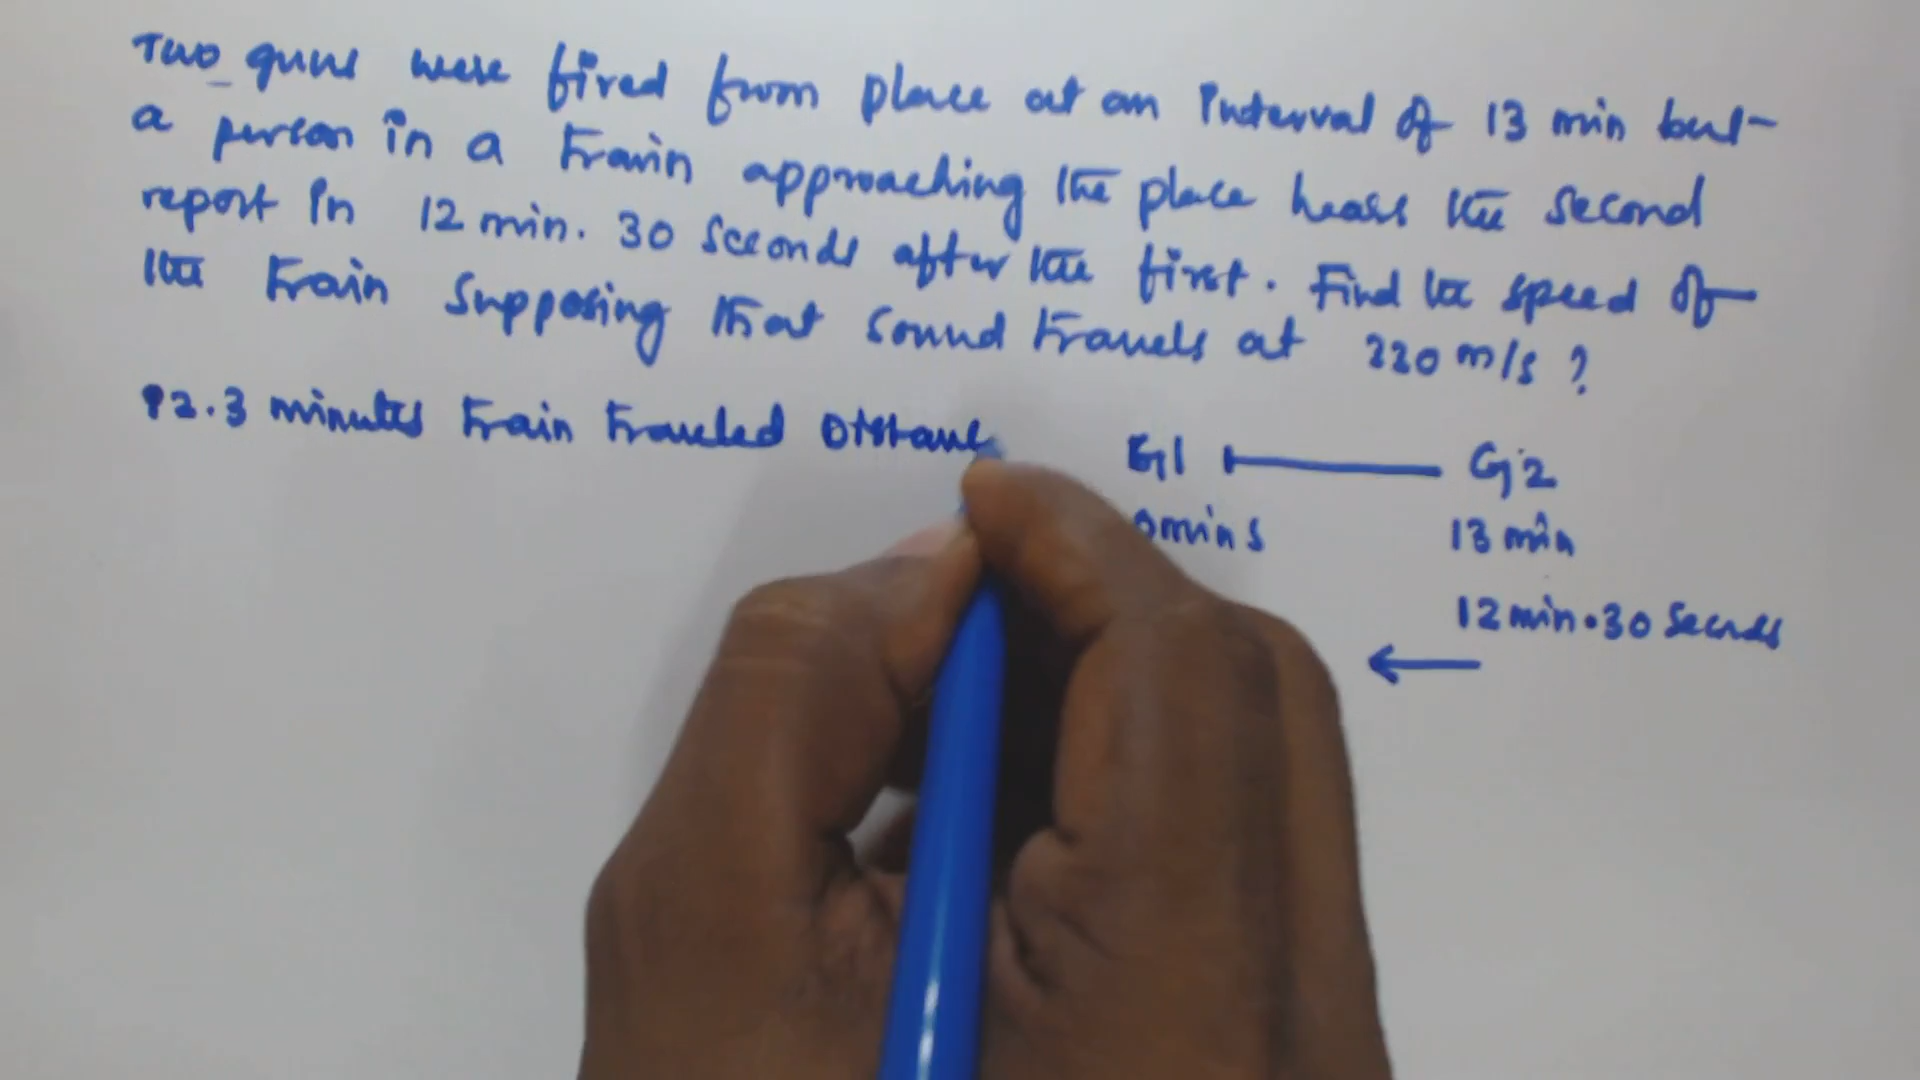 Two guns were fired from place at an interval of 13 min but
a person in a train approaching the place hears the second
report in 12 min. 30 seconds after the first. Find the speed of
the train supposing that sound travels at 330 m/s ?
12.3 minutes train traveled Distanc
G1 G2
0mins 13 min
12 min. 30 Seconds